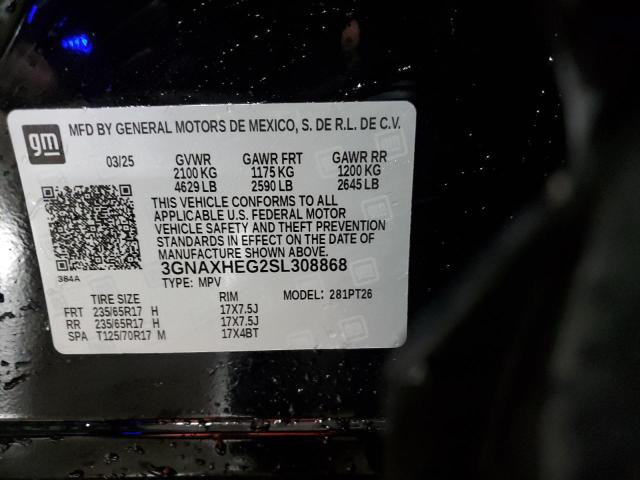 gm
MFD BY GENERAL MOTORS DE MEXICO, S. DE R.L. DE C.V.
03/25 GVWR GAWR FRT GAWR RR
2100 KG 1175 KG 1200 KG
4629 LB 2590 LB 2645 LB
THIS VEHICLE CONFORMS TO ALL
APPLICABLE U.S. FEDERAL MOTOR
VEHICLE SAFETY AND THEFT PREVENTION
STANDARDS IN EFFECT ON THE DATE OF
MANUFACTURE SHOWN ABOVE.
384A 3GNAXHEG2SL308868
TYPE: MPV
TIRE SIZE RIM MODEL: 281PT26
FRT 235/65R17 H 17X7.5J
RR 235/65R17 H 17X7.5J
SPA T125/70R17 M 17X4BT